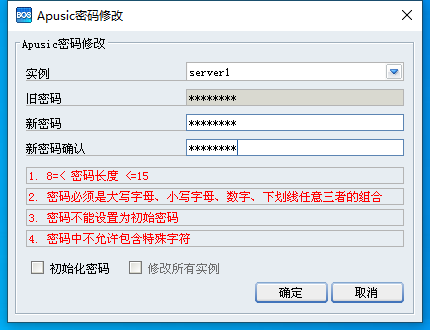 BOS Apusic密码修改
Apusic密码修改
实例 server1
旧密码 ********
新密码 ********
新密码确认 ********
1. 8=< 密码长度 <=15
2. 密码必须是大写字母、小写字母、数字、下划线任意三者的组合
3. 密码不能设置为初始密码
4. 密码中不允许包含特殊字符
初始化密码 修改所有实例
确定 取消